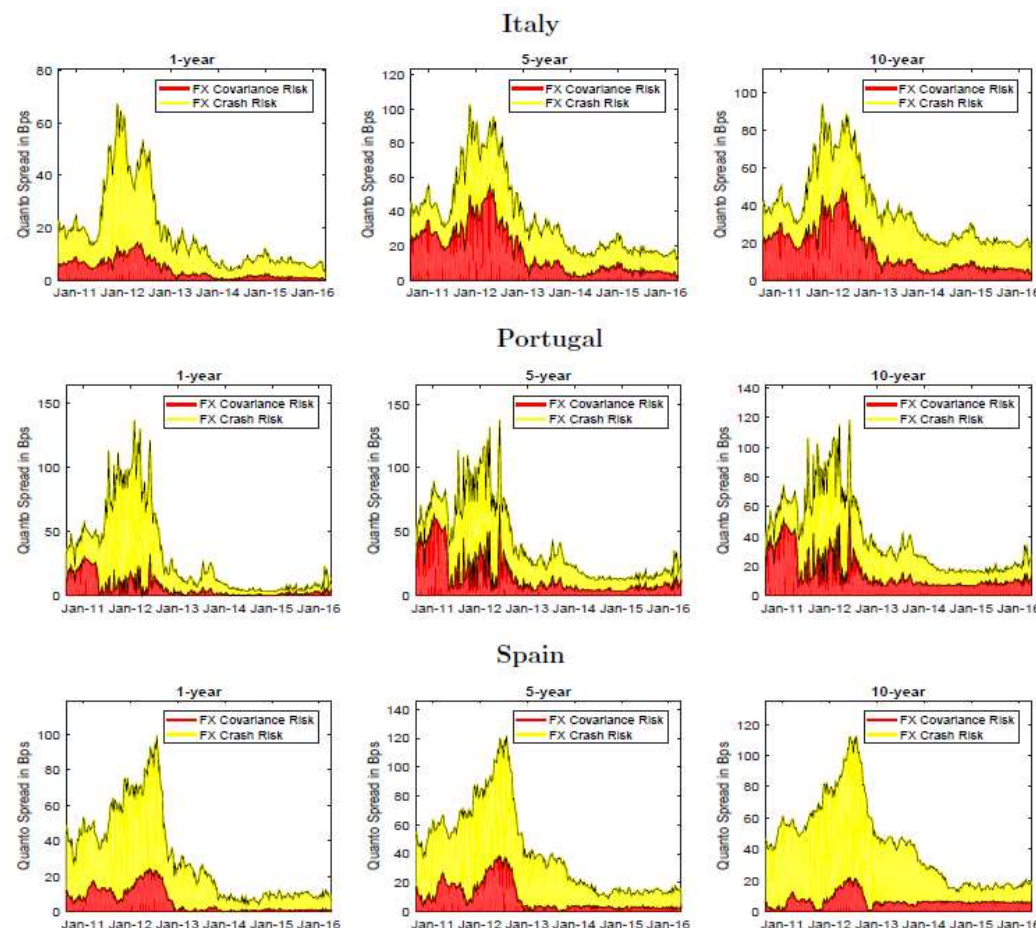 Italy
1-year
5-year
10-year
Quanto Spread in Bps
80
60
40
20
0
FX Covariance Risk
FX Crash Risk
Jan-11 Jan-12 Jan-13 Jan-14 Jan-15 Jan-16
Quanto Spread in Bps
120
100
80
60
40
20
0
FX Covariance Risk
FX Crash Risk
Jan-11 Jan-12 Jan-13 Jan-14 Jan-15 Jan-16
Quanto Spread in Bps
100
80
60
40
20
0
FX Covariance Risk
FX Crash Risk
Jan-11 Jan-12 Jan-13 Jan-14 Jan-15 Jan-16
Portugal
1-year
5-year
10-year
Quanto Spread in Bps
150
100
50
0
FX Covariance Risk
FX Crash Risk
Jan-11 Jan-12 Jan-13 Jan-14 Jan-15 Jan-16
Quanto Spread in Bps
150
100
50
0
FX Covariance Risk
FX Crash Risk
Jan-11 Jan-12 Jan-13 Jan-14 Jan-15 Jan-16
Quanto Spread in Bps
140
120
100
80
60
40
20
0
FX Covariance Risk
FX Crash Risk
Jan-11 Jan-12 Jan-13 Jan-14 Jan-15 Jan-16
Spain
1-year
5-year
10-year
Quanto Spread in Bps
100
80
60
40
20
0
FX Covariance Risk
FX Crash Risk
Jan-11 Jan-12 Jan-13 Jan-14 Jan-15 Jan-16
Quanto Spread in Bps
140
120
100
80
60
40
20
0
FX Covariance Risk
FX Crash Risk
Jan-11 Jan-12 Jan-13 Jan-14 Jan-15 Jan-16
Quanto Spread in Bps
120
100
80
60
40
20
0
FX Covariance Risk
FX Crash Risk
Jan-11 Jan-12 Jan-13 Jan-14 Jan-15 Jan-16